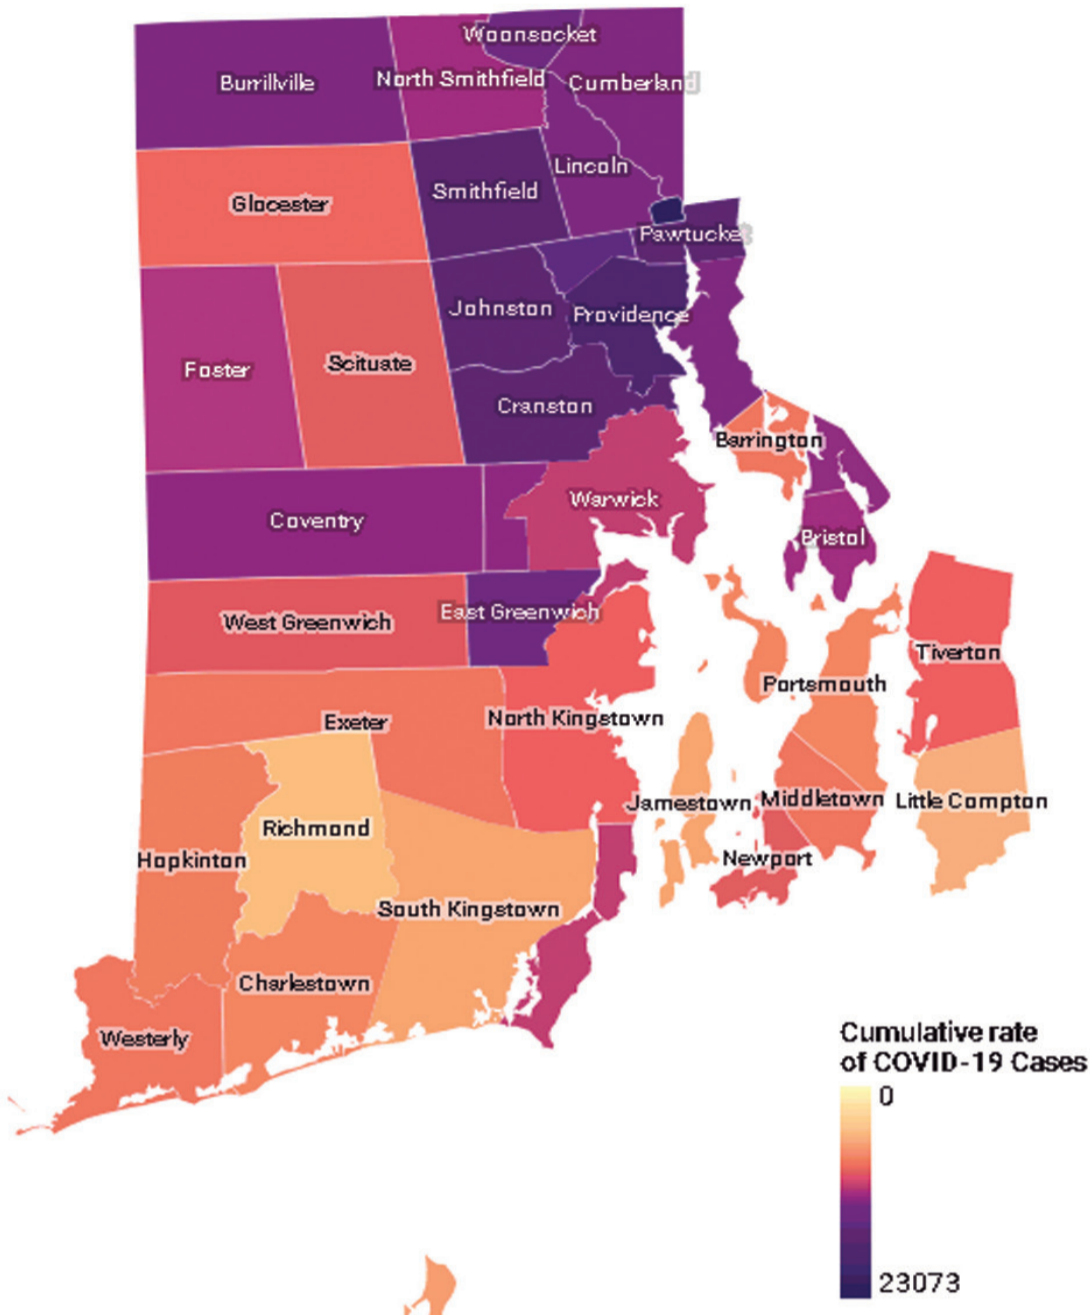 Woonsocket
Burrillville
North Smithfield
Cumberland
Lincoln
Smithfield
Glocester
Pawtucket
Johnston
Providence
Foster
Scituate
Cranston
Barrington
Warwick
Coventry
Bristol
West Greenwich
East Greenwich
Tiverton
Portsmouth
Exeter
North Kingstown
Jamestown
Middletown
Little Compton
Richmond
Hopkinton
Newport
South Kingstown
Charlestown
Westerly
Cumulative rate
of COVID-19 Cases
0
23073